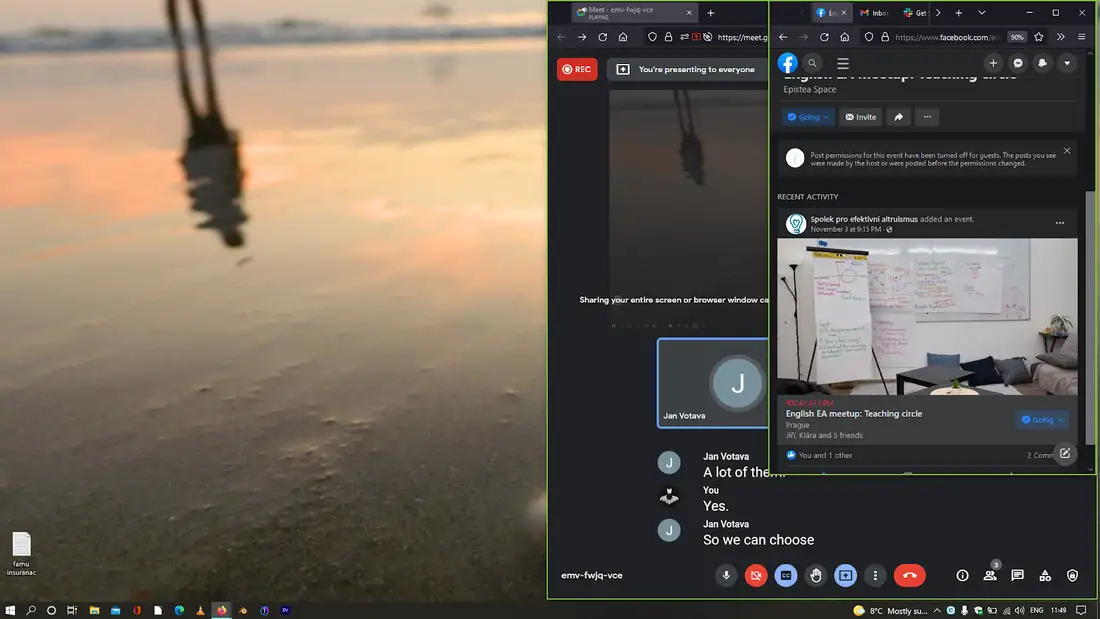 Meet - emv-fwjq-vce
PLAYING
https://meet.g
REC
You're presenting to everyone
Sharing your entire screen or browser window ca
Jan Votava
J
Jan Votava
A lot of them.
You
Yes.
J
Jan Votava
So we can choose
emv-fwjq-vce
3
Inbo
Get
https://www.facebook.com/e
90%
English EA meetup: Teaching circle
Epistea Space
Going
Invite
Post permissions for this event have been turned off for guests. The posts you see
were made by the host or were posted before the permissions changed.
RECENT ACTIVITY
Spolek pro efektivní altruismus added an event.
November 3 at 9:15 PM
TODAY AT 6 PM
English EA meetup: Teaching circle
Prague
Jiří, Klára and 5 friends
Going
You and 1 other
2 Comm
famu
insuranac
8°C Mostly su...
ENG
11:49